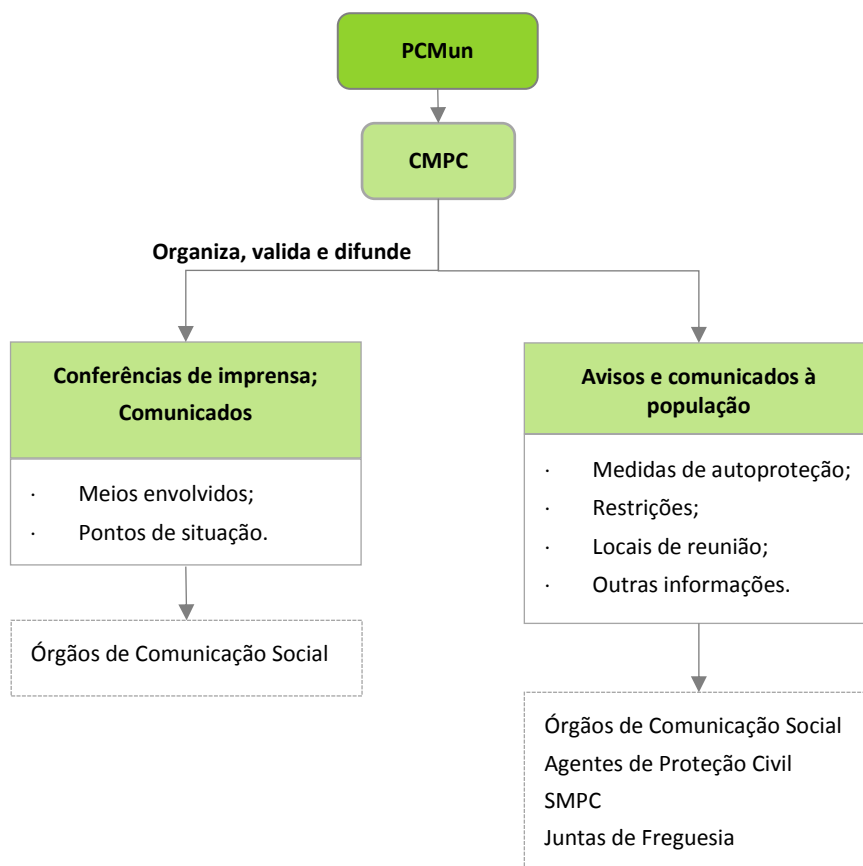 PCMun
CMPC
Organiza, valida e difunde
Conferências de imprensa;
Comunicados
· Meios envolvidos;
· Pontos de situação.
Órgãos de Comunicação Social
Avisos e comunicados à
população
· Medidas de autoproteção;
· Restrições;
· Locais de reunião;
· Outras informações.
Órgãos de Comunicação Social
Agentes de Proteção Civil
SMPC
Juntas de Freguesia